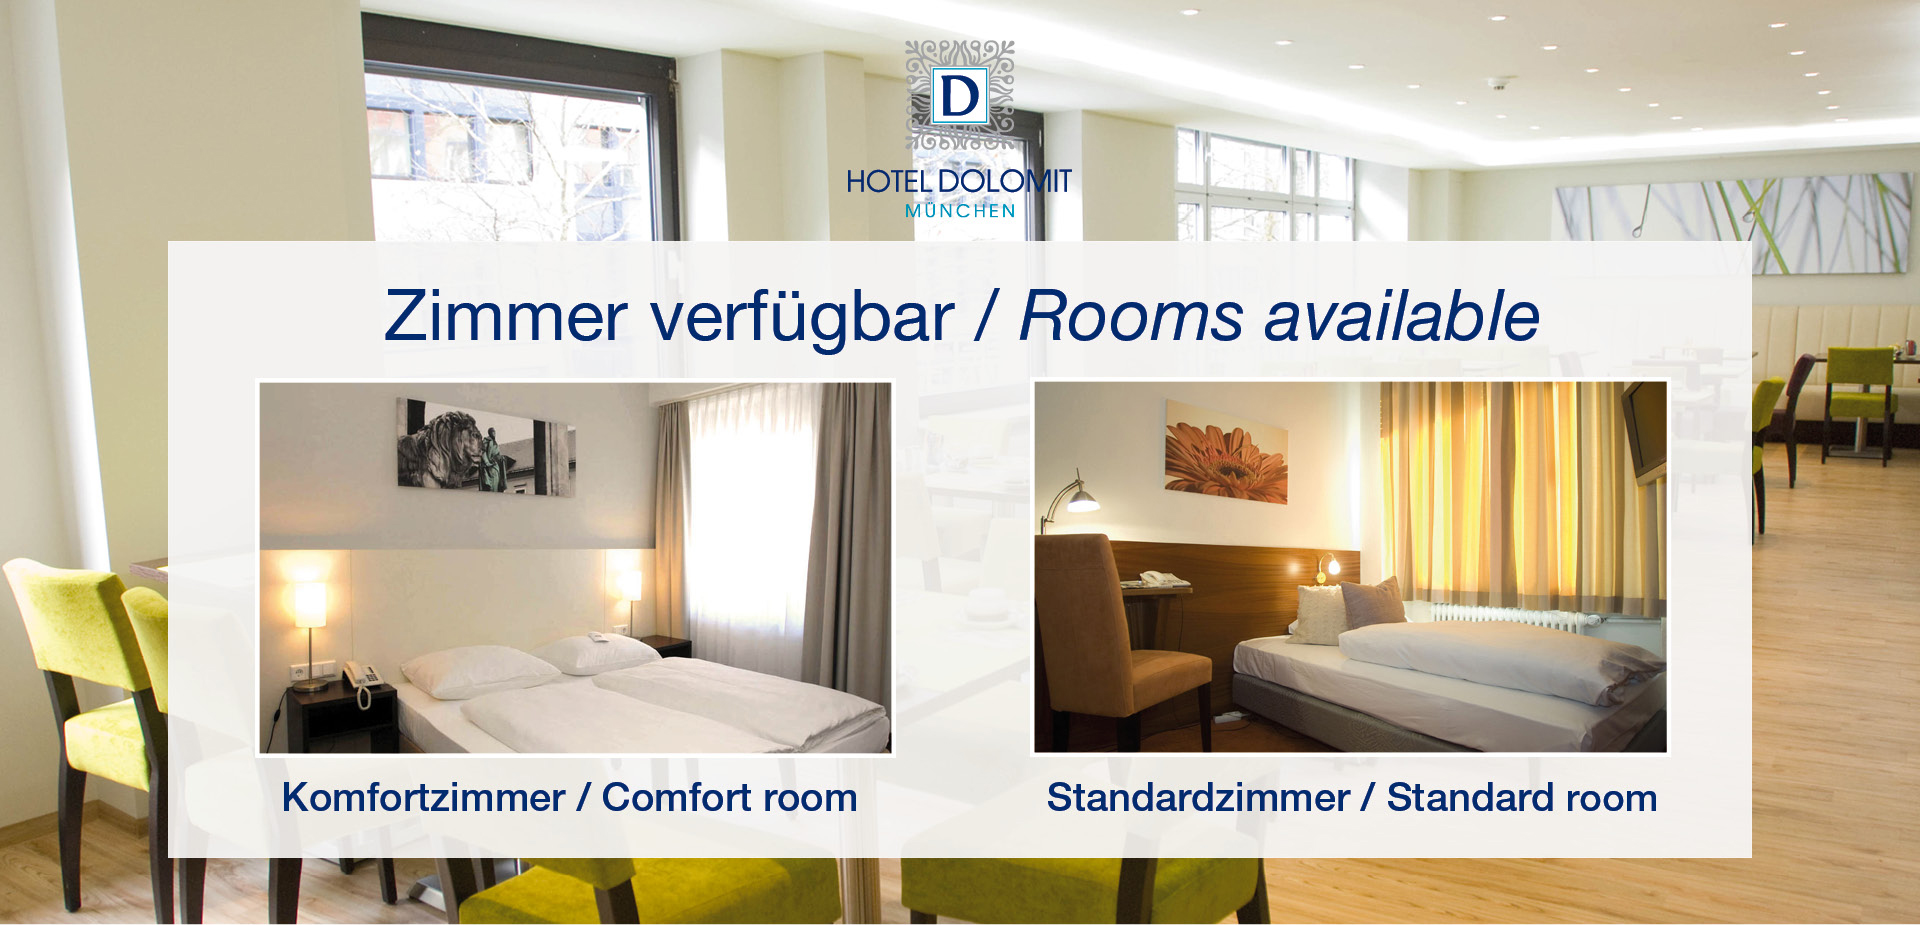 D
HOTEL DOLOMIT
MÜNCHEN
Zimmer verfügbar / Rooms available
Komfortzimmer / Comfort room
Standardzimmer / Standard room